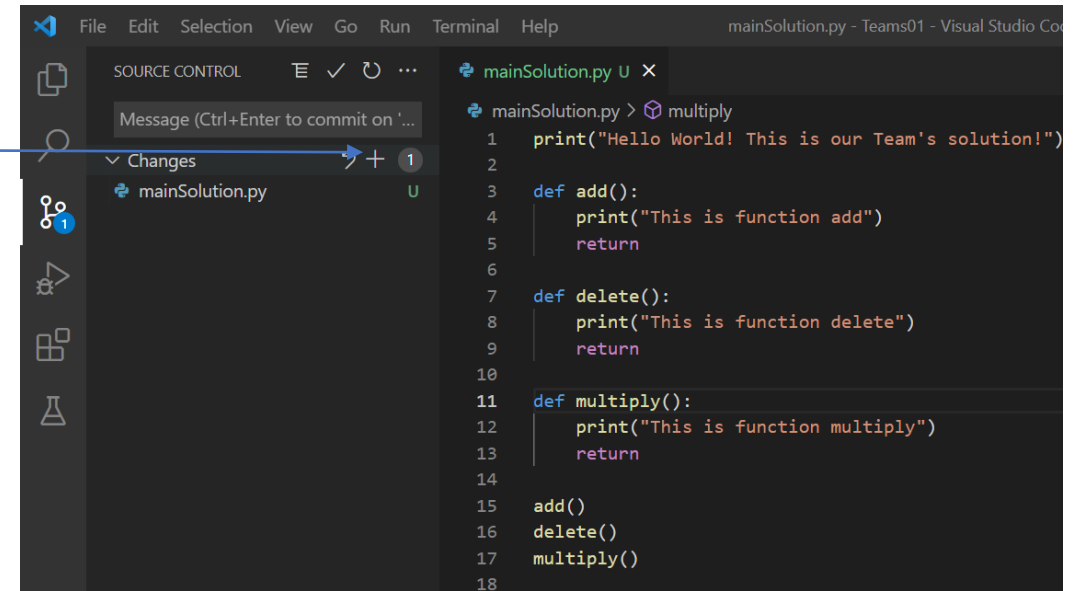 File Edit Selection View Go Run Terminal Help mainSolution.py - Teams01 - Visual Studio Co
SOURCE CONTROL
Message (Ctrl+Enter to commit on '...
Changes 1
mainSolution.py U
1
mainSolution.py U
mainSolution.py > multiply
1 print("Hello World! This is our Team's solution!")
2
3 def add():
4     print("This is function add")
5     return
6
7 def delete():
8     print("This is function delete")
9     return
10
11 def multiply():
12     print("This is function multiply")
13     return
14
15 add()
16 delete()
17 multiply()
18